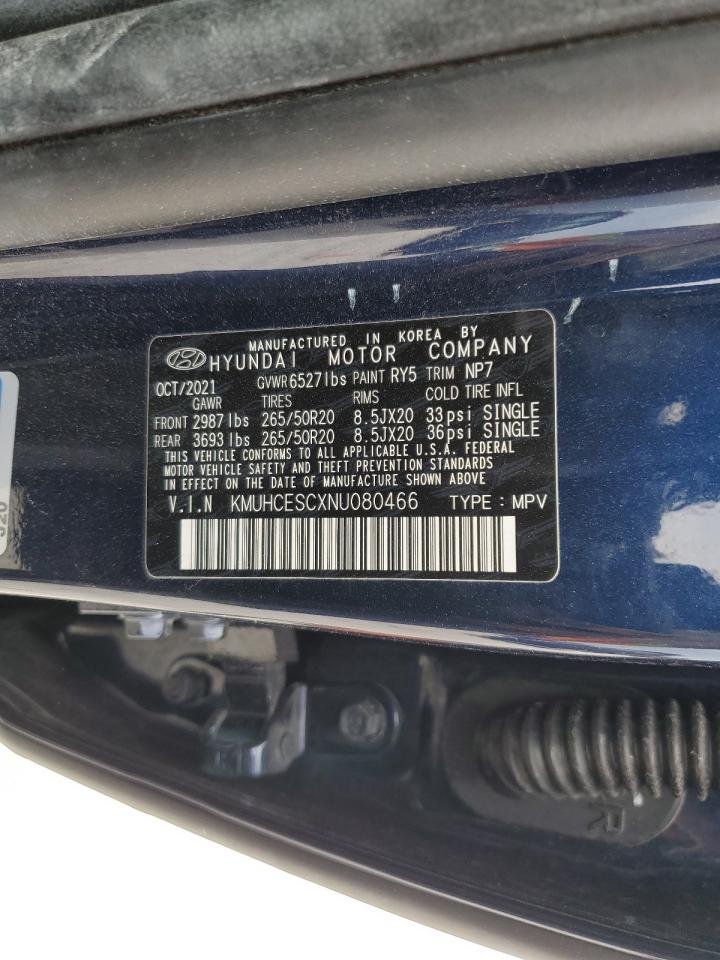 MANUFACTURED IN KOREA BY
HYUNDAI MOTOR COMPANY
OCT/2021 GVWR 6527lbs PAINT RY5 TRIM NP7
GAWR TIRES RIMS COLD TIRE INFL
FRONT 2987lbs 265/50R20 8.5JX20 33psi SINGLE
REAR 3693lbs 265/50R20 8.5JX20 36psi SINGLE
THIS VEHICLE CONFORMS TO ALL APPLICABLE U.S.A. FEDERAL
MOTOR VEHICLE SAFETY AND THEFT PREVENTION STANDARDS
IN EFFECT ON THE DATE OF MANUFACTURE SHOWN ABOVE.
V.I.N KMUHCESCXNU080466 TYPE : MPV
R